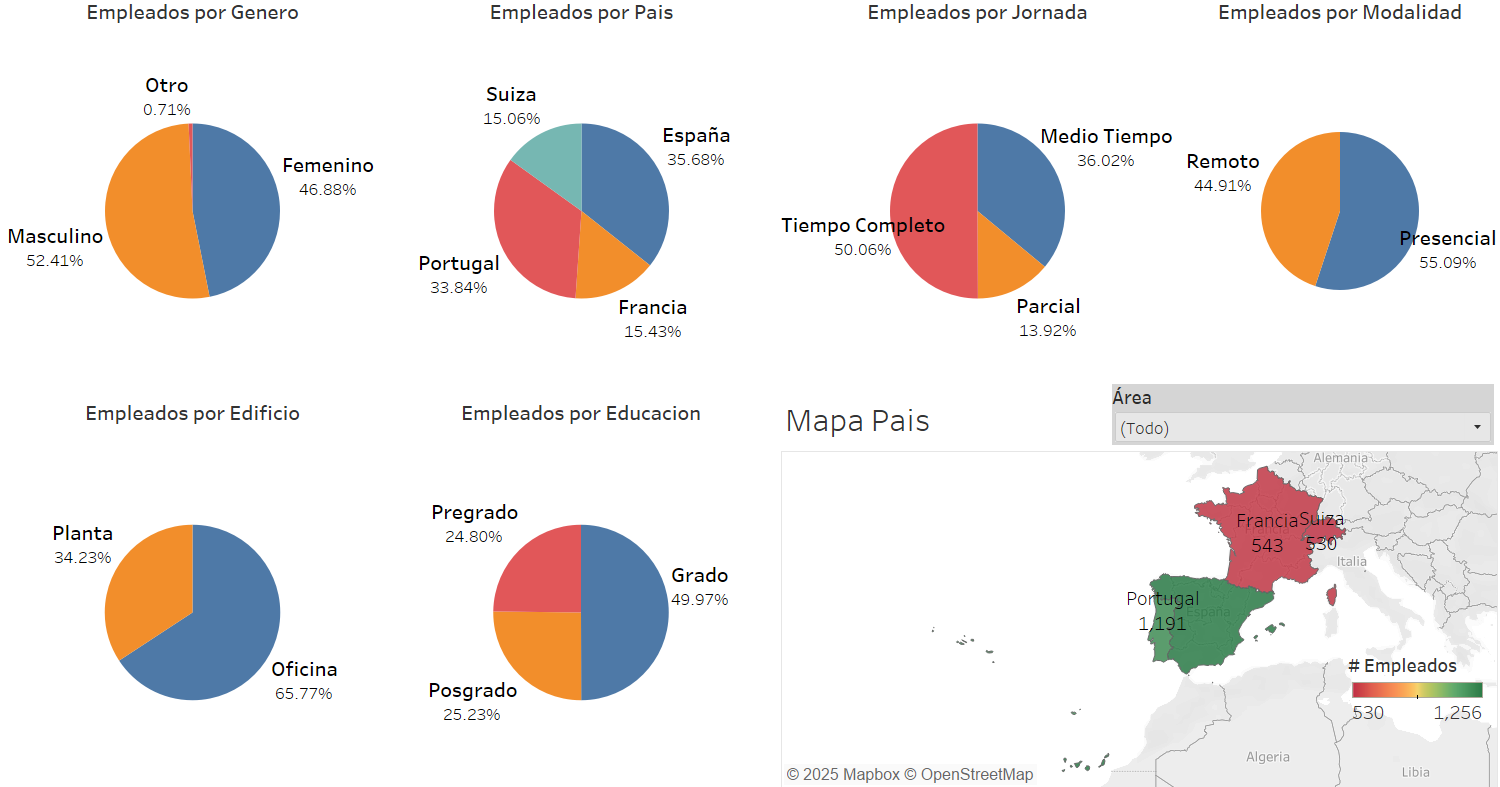 Empleados por Genero
Empleados por Pais
Empleados por Jornada
Empleados por Modalidad
Otro
0.71%
Femenino
46.88%
Masculino
52.41%
Suiza
15.06%
España
35.68%
Portugal
33.84%
Francia
15.43%
Medio Tiempo
36.02%
Tiempo Completo
50.06%
Parcial
13.92%
Remoto
44.91%
Presencial
55.09%
Empleados por Edificio
Empleados por Educacion
Planta
34.23%
Oficina
65.77%
Pregrado
24.80%
Grado
49.97%
Posgrado
25.23%
Mapa Pais
Área
(Todo)
Alemania
Francia
543
Suiza
530
Italia
Portugal
1,191
España
# Empleados
530 1,256
Algeria
Libia
© 2025 Mapbox © OpenStreetMap